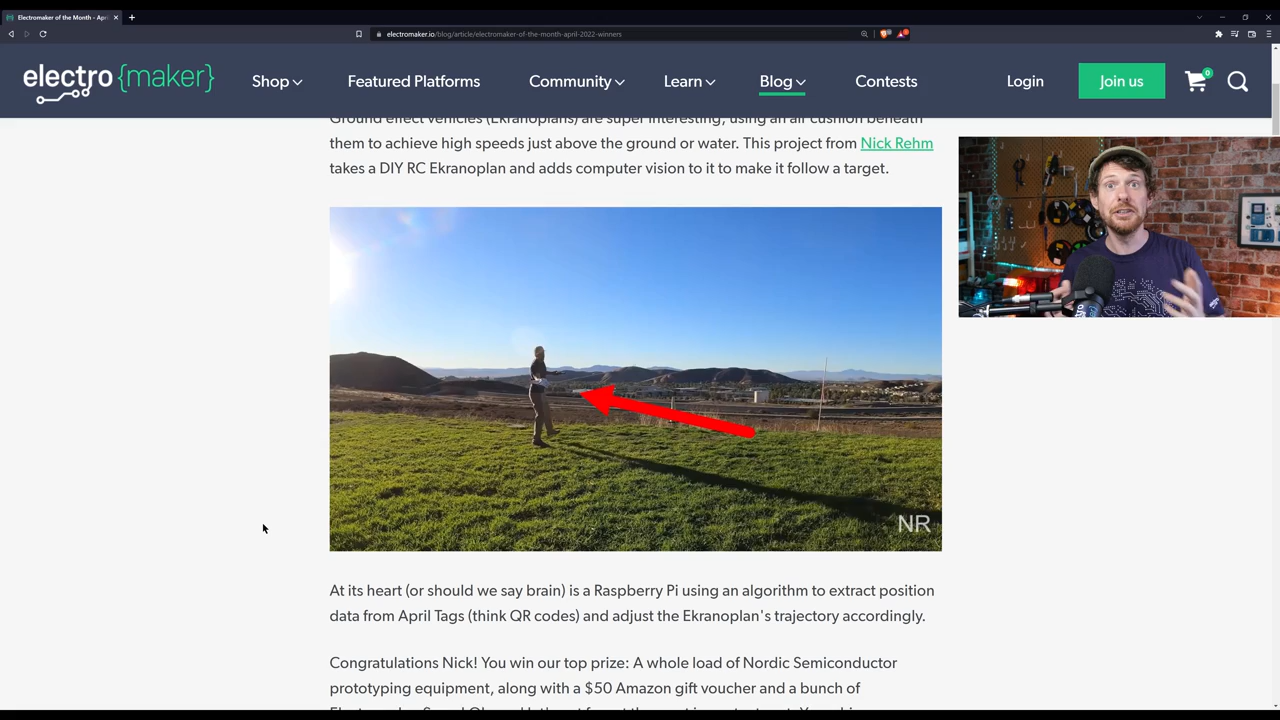 Electromaker of the Month - Apri
electromaker.io/blog/article/electromaker-of-the-month-april-2022-winners
electro {maker}
Shop
Featured Platforms
Community
Learn
Blog
Contests
Login
Join us
0
Ground effect vehicles (Ekranoplans) are super interesting, using an air cushion beneath
them to achieve high speeds just above the ground or water. This project from Nick Rehm
takes a DIY RC Ekranoplan and adds computer vision to it to make it follow a target.
NR
At its heart (or should we say brain) is a Raspberry Pi using an algorithm to extract position
data from April Tags (think QR codes) and adjust the Ekranoplan's trajectory accordingly.
Congratulations Nick! You win our top prize: A whole load of Nordic Semiconductor
prototyping equipment, along with a $50 Amazon gift voucher and a bunch of